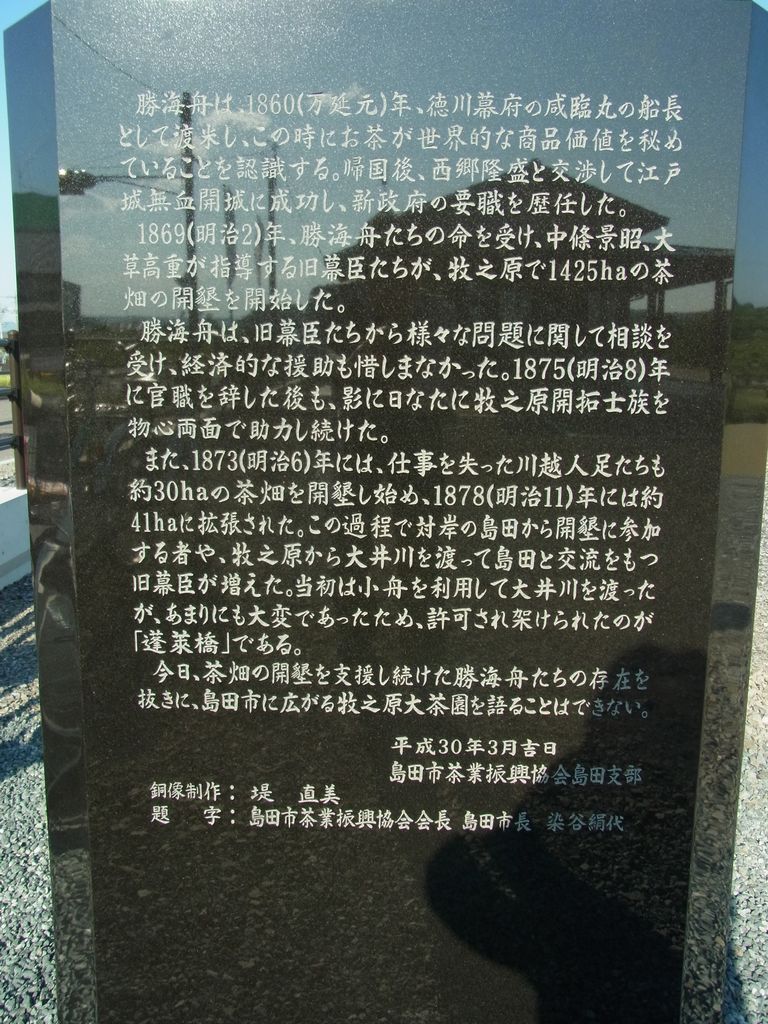 勝海舟は、1860(万延元)年、徳川幕府の咸臨丸の船長
として渡米し、この時にお茶が世界的な商品価値を秘め
ていることを認識する。帰国後、西郷隆盛と交渉して江戸
城無血開城に成功し、新政府の要職を歴任した。
1869(明治2)年、勝海舟たちの命を受け、中條景昭、大
草高重が指導する旧幕臣たちが、牧之原で1425haの茶
畑の開墾を開始した。
勝海舟は、旧幕臣たちから様々な問題に関して相談を
受け、経済的な援助も惜しまなかった。1875(明治8)年
に官職を辞した後も、影に日なたに牧之原開拓士族を
物心両面で助力し続けた。
また、1873(明治6)年には、仕事を失った川越人足たちも
約30haの茶畑を開墾し始め、1878(明治11)年には約
41haに拡張された。この過程で対岸の島田から開墾に参加
する者や、牧之原から大井川を渡って島田と交流をもつ
旧幕臣が増えた。当初は小舟を利用して大井川を渡った
が、あまりにも大変であったため、許可され架けられたのが
「蓬萊橋」である。
今日、茶畑の開墾を支援し続けた勝海舟たちの存在を
抜きに、島田市に広がる牧之原大茶園を語ることはできない。
平成30年3月吉日
島田市茶業振興協会島田支部
銅像制作：堤 直美
題 字：島田市茶業振興協会会長 島田市長 染谷絹代